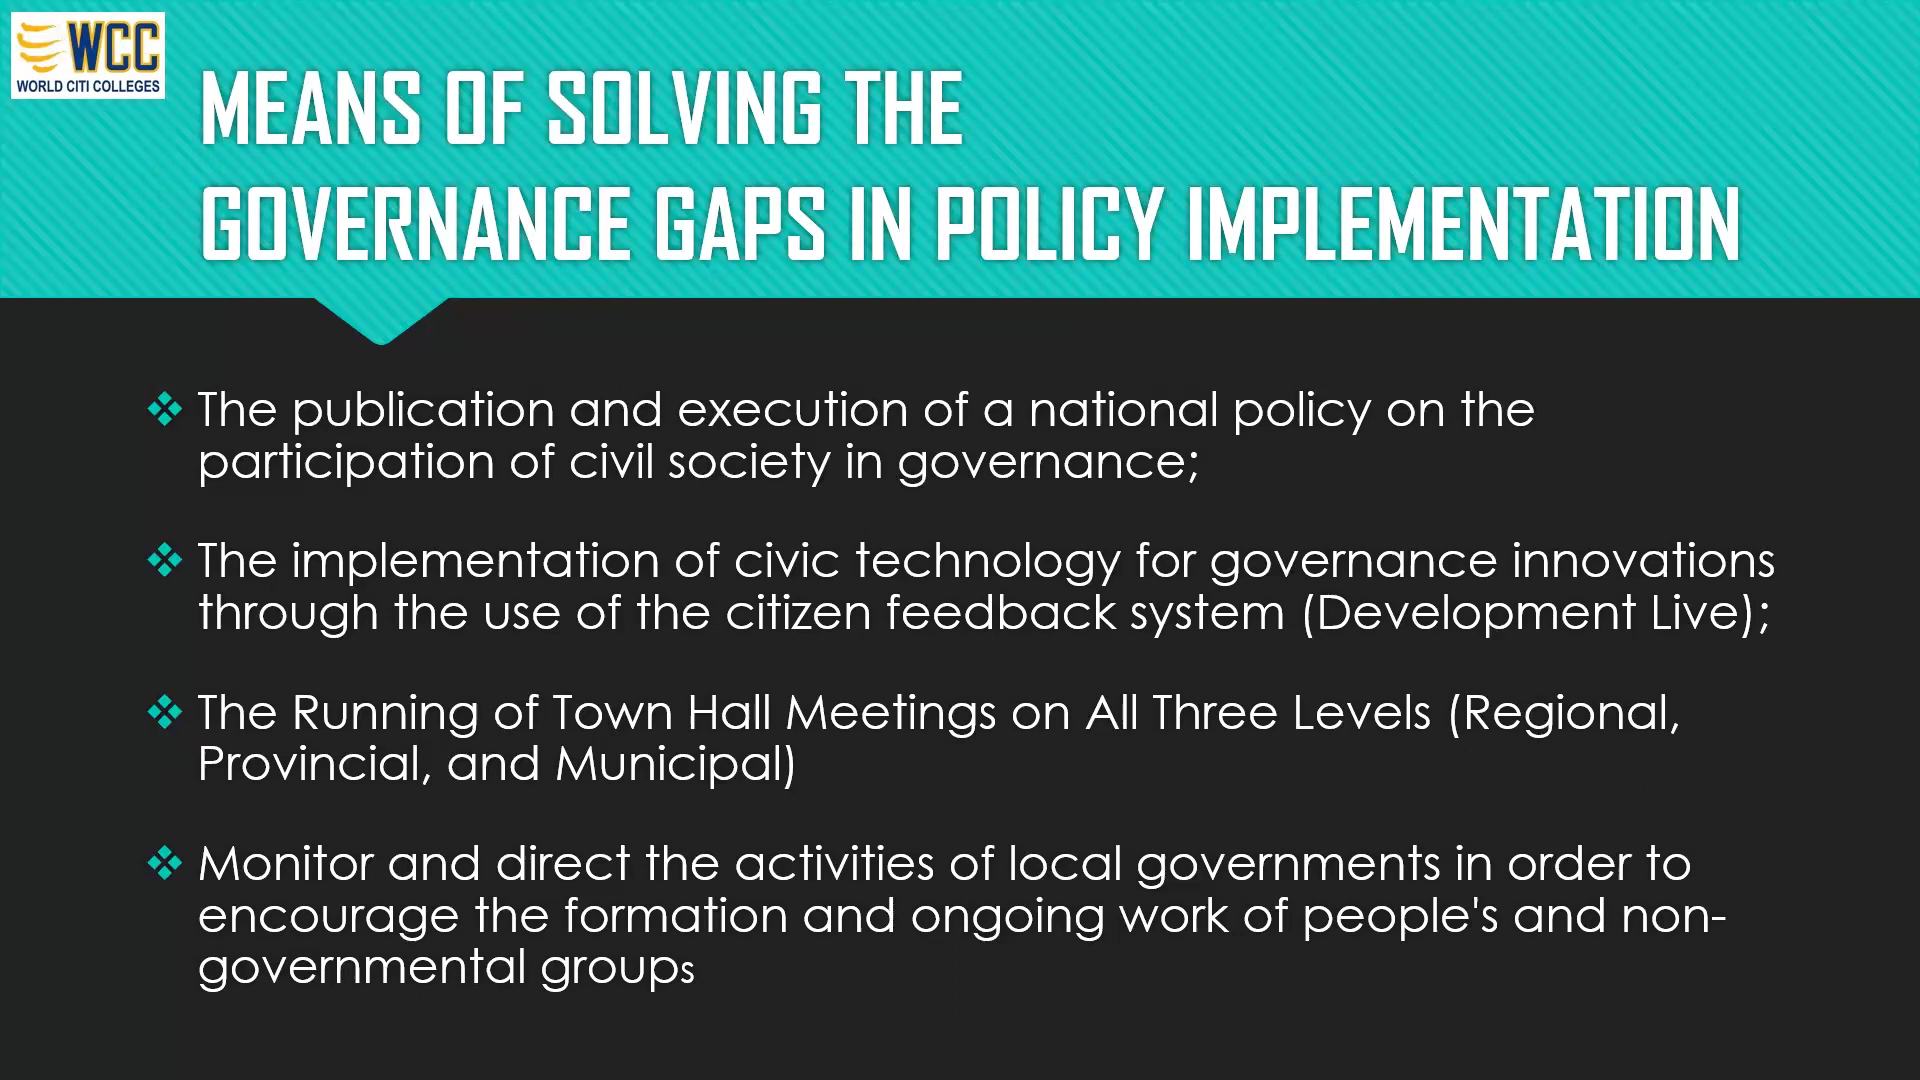 WCC
WORLD CITI COLLEGES
MEANS OF SOLVING THE
GOVERNANCE GAPS IN POLICY IMPLEMENTATION
The publication and execution of a national policy on the
participation of civil society in governance;
The implementation of civic technology for governance innovations
through the use of the citizen feedback system (Development Live);
The Running of Town Hall Meetings on All Three Levels (Regional,
Provincial, and Municipal)
Monitor and direct the activities of local governments in order to
encourage the formation and ongoing work of people's and non-
governmental groups